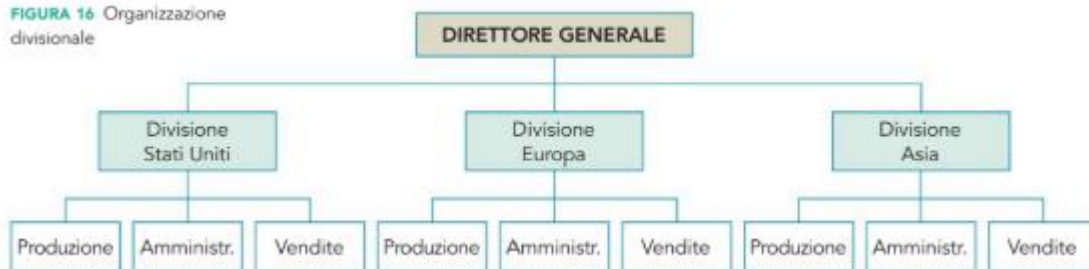 FIGURA 16 Organizzazione
divisionale
DIRETTORE GENERALE
Divisione
Stati Uniti
Divisione
Europa
Divisione
Asia
Produzione
Amministr.
Vendite
Produzione
Amministr.
Vendite
Produzione
Amministr.
Vendite